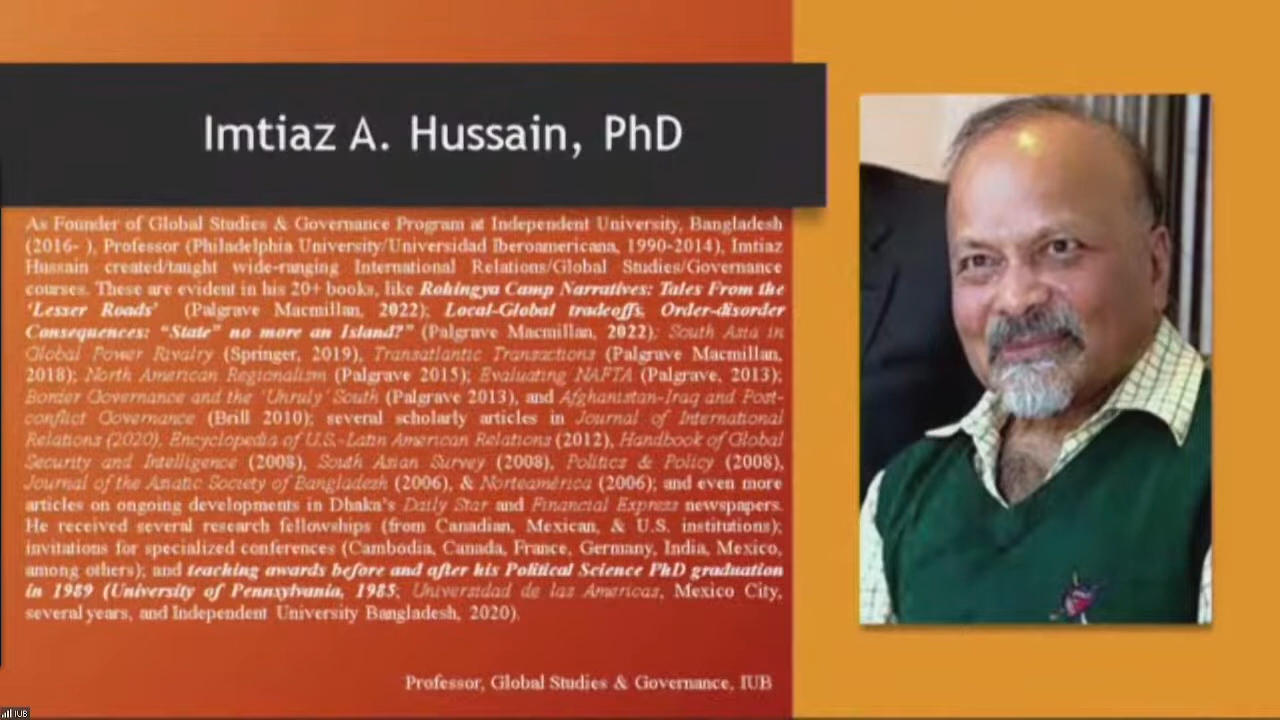 Imtiaz A. Hussain, PhD
As Founder of Global Studies & Governance Program at Independent University, Bangladesh
(2016- ), Professor (Philadelphia University/Universidad Iberoamericana, 1990-2014), Imtiaz
Hussain created/taught wide-ranging International Relations/Global Studies/Governance
courses. These are evident in his 20+ books, like Rohingya Camp Narratives: Tales From the
‘Lesser Roads’ (Palgrave Macmillan, 2022); Local-Global tradeoffs, Order-disorder
Consequences: “State” no more an Island?” (Palgrave Macmillan, 2022); South Asia in
Global Power Rivalry (Springer, 2019), Transatlantic Transactions (Palgrave Macmillan,
2018); North American Regionalism (Palgrave 2015); Evaluating NAFTA (Palgrave, 2013);
Border Governance and the ‘Unruly’ South (Palgrave 2013), and Afghanistan-Iraq and Post-
conflict Governance (Brill 2010); several scholarly articles in Journal of International
Relations (2020), Encyclopedia of U.S.-Latin American Relations (2012), Handbook of Global
Security and Intelligence (2008), South Asian Survey (2008), Politics & Policy (2008),
Journal of the Asiatic Society of Bangladesh (2006), & Norteamérica (2006); and even more
articles on ongoing developments in Dhaka’s Daily Star and Financial Express newspapers.
He received several research fellowships (from Canadian, Mexican, & U.S. institutions);
invitations for specialized conferences (Cambodia, Canada, France, Germany, India, Mexico,
among others); and teaching awards before and after his Political Science PhD graduation
in 1989 (University of Pennsylvania, 1985; Universidad de las Americas, Mexico City,
several years, and Independent University Bangladesh, 2020).
Professor, Global Studies & Governance, IUB
IUB